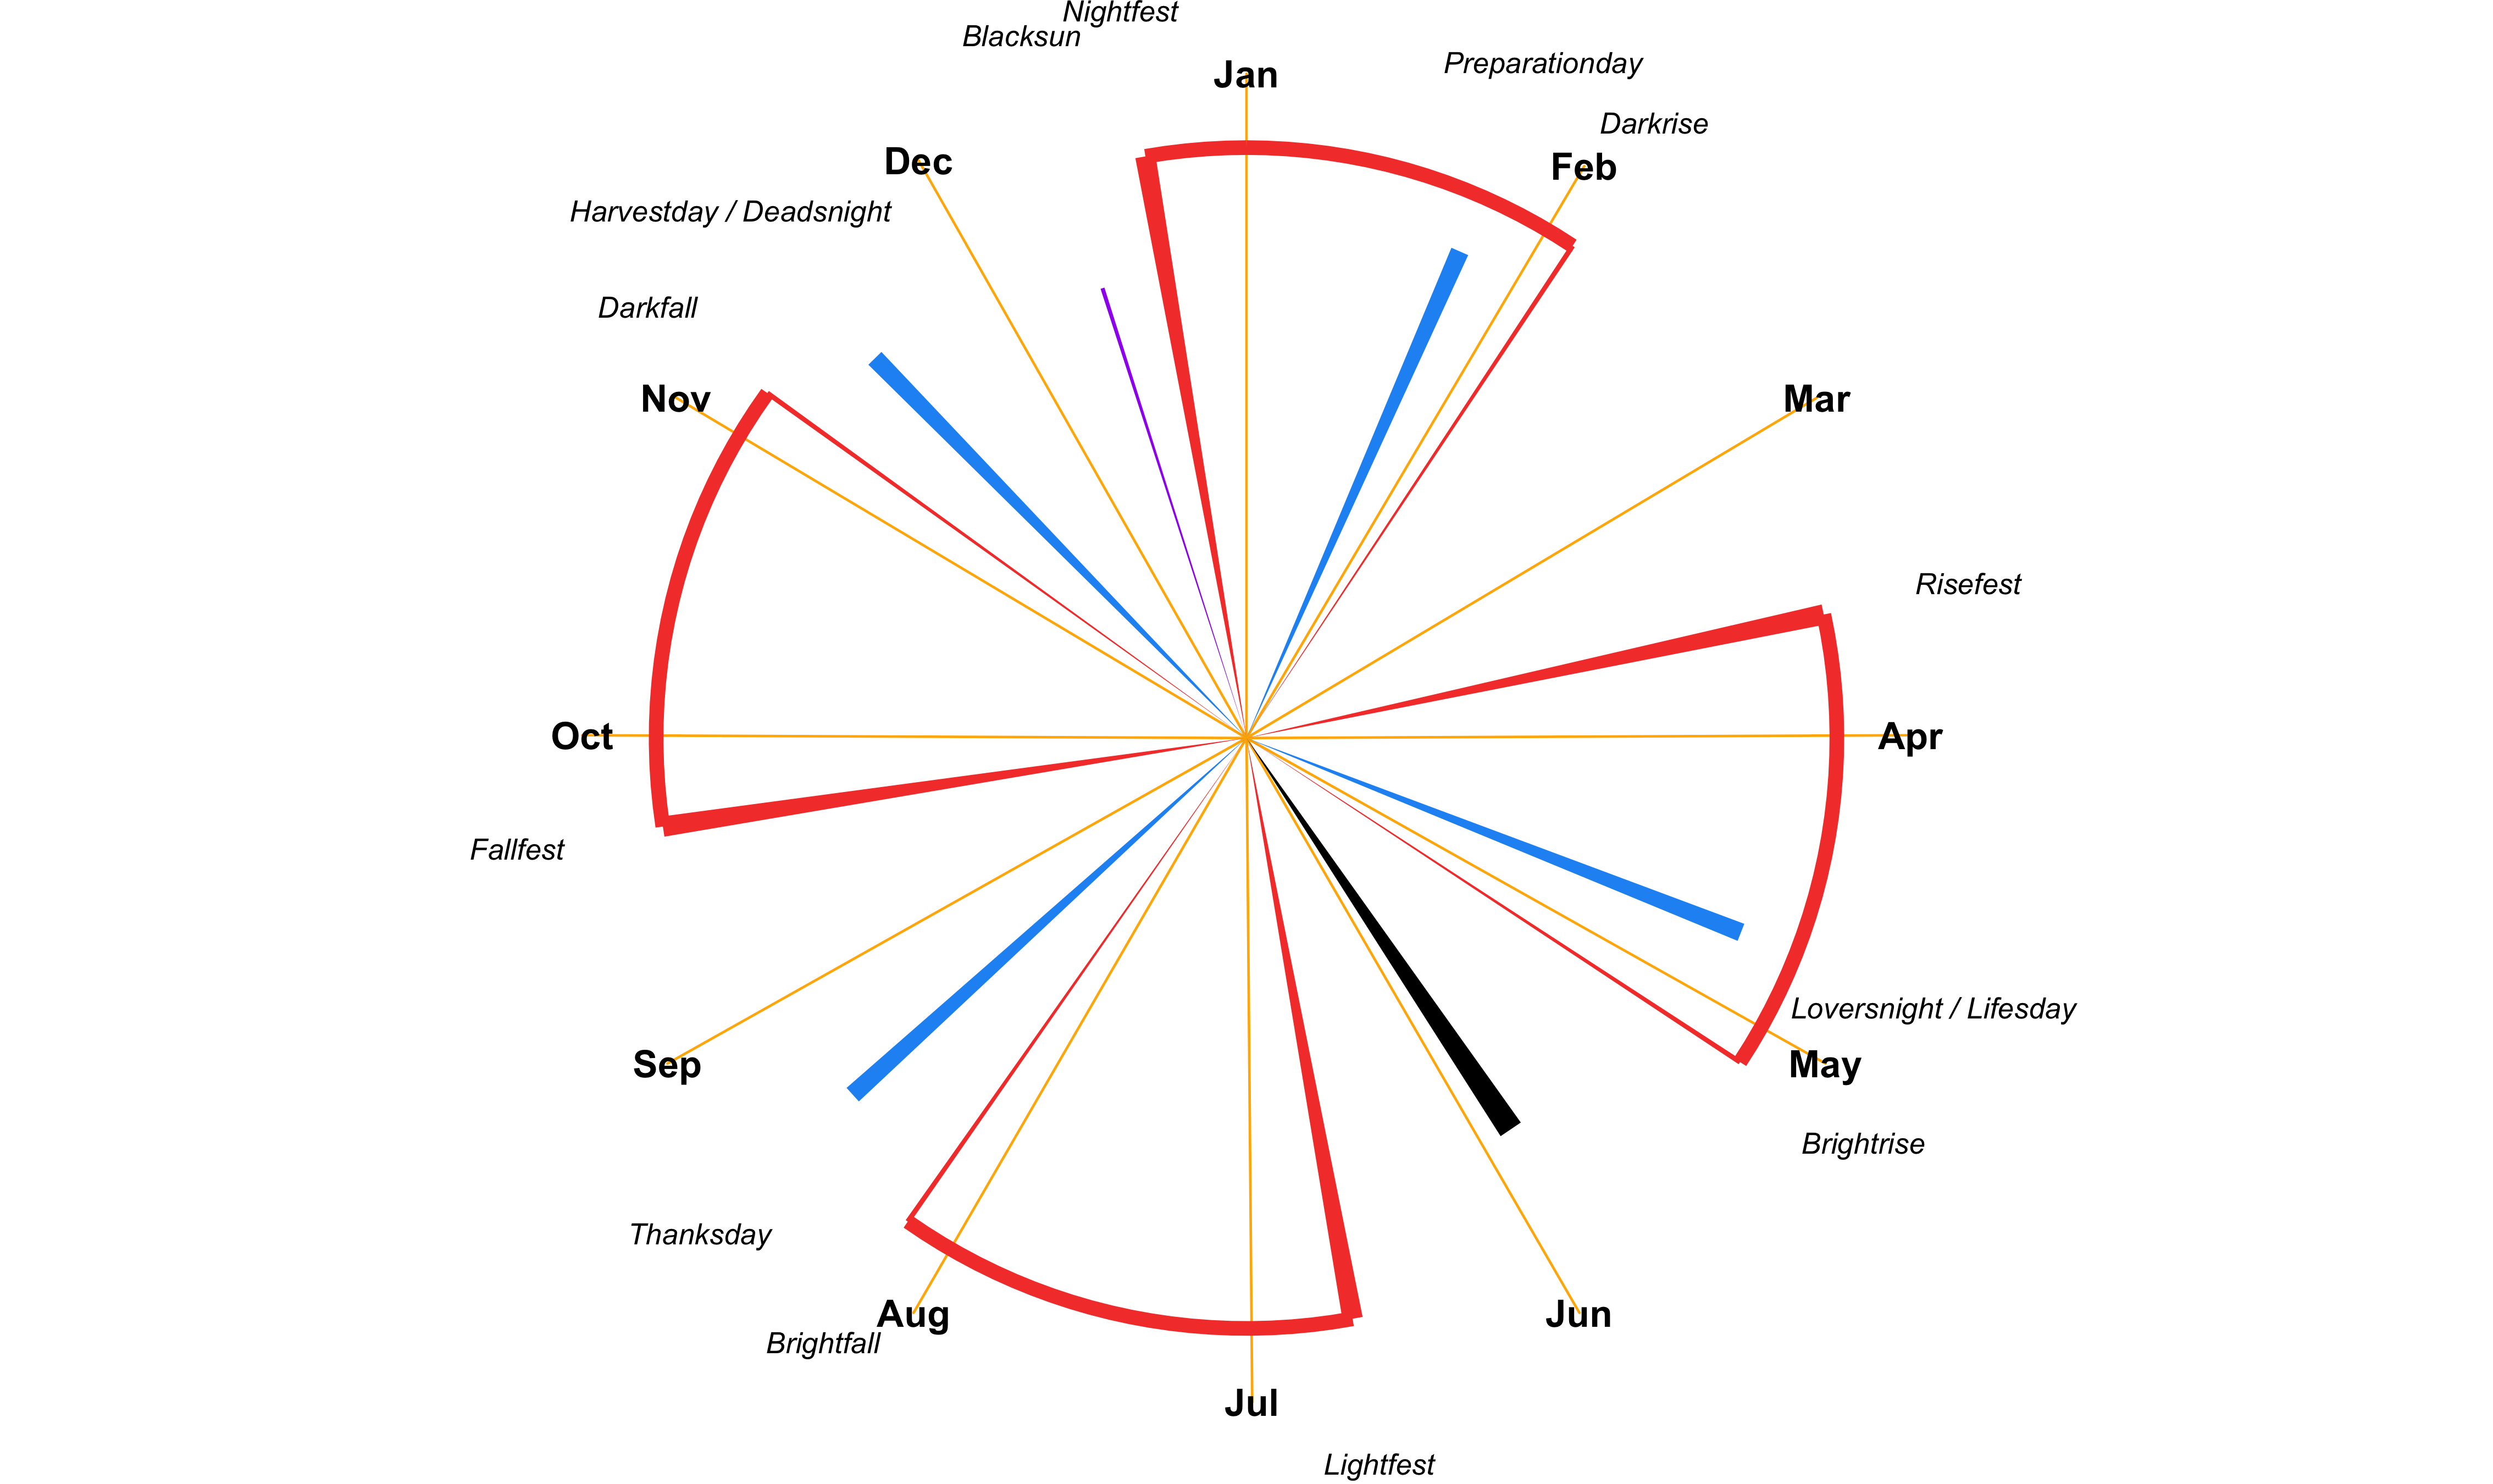 Nightfest
Blacksun
Preparationday
Jan
Darkrise
Dec
Feb
Harvestday / Deadsnight
Darkfall
Nov
Mar
Risefest
Oct
Apr
Fallfest
Loversnight / Lifesday
Sep
May
Brightrise
Thanksday
Aug
Jun
Brightfall
Jul
Lightfest